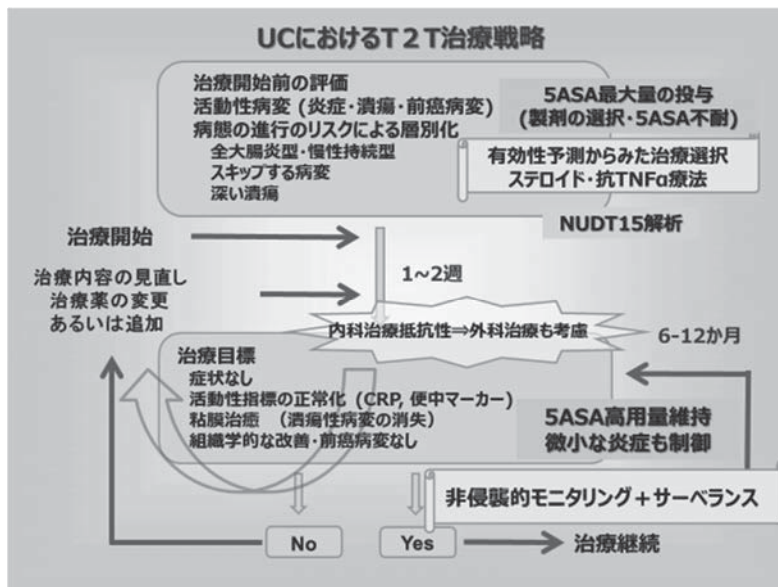 UCにおけるT2T治療戦略
治療開始前の評価
活動性病変 (炎症・潰瘍・前癌病変)
病態の進行のリスクによる層別化
全大腸炎型・慢性持続型
スキップする病変
深い潰瘍
5ASA最大量の投与
(製剤の選択・5ASA不耐)
有効性予測からみた治療選択
ステロイド・抗TNFα療法
NUDT15解析
治療開始
1~2週
治療内容の見直し
治療薬の変更
あるいは追加
内科治療抵抗性⇒外科治療も考慮
6-12か月
治療目標
症状なし
活動性指標の正常化 (CRP, 便中マーカー)
粘膜治癒 (潰瘍性病変の消失)
組織学的な改善・前癌病変なし
5ASA高用量維持
微小な炎症も制御
非侵襲的モニタリング+サーベランス
No
Yes
治療継続